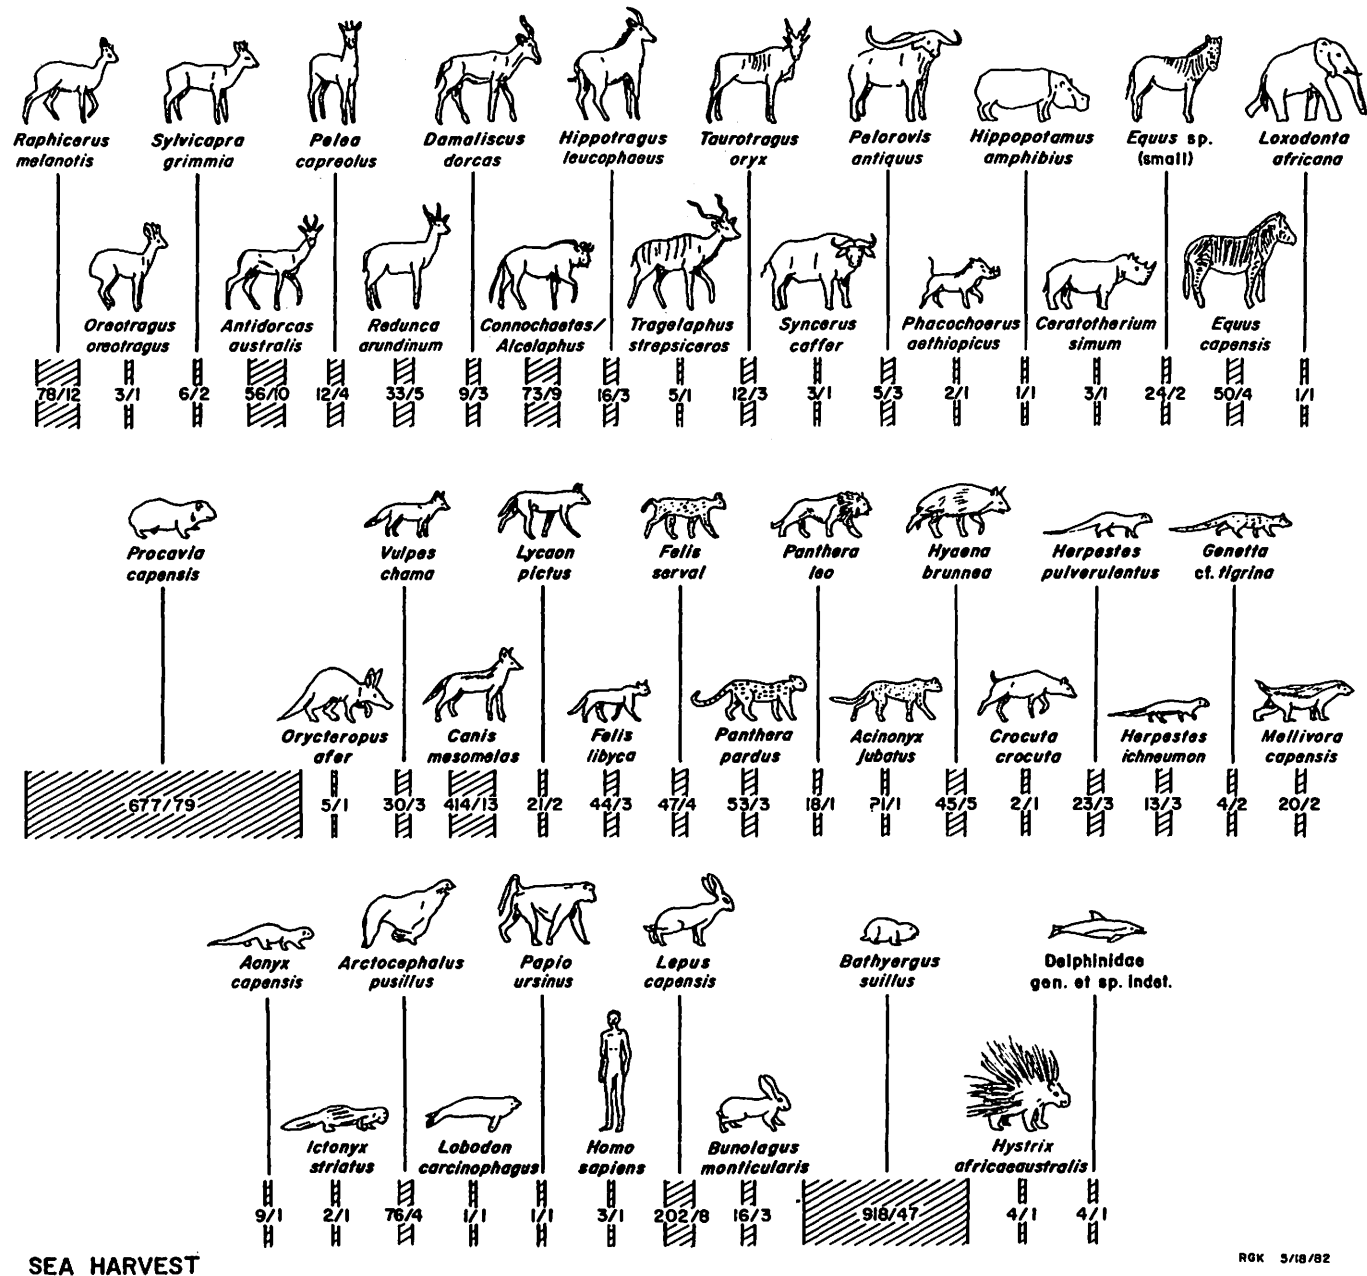 Raphicerus melanotis
Sylvicapra grimmia
Pelea capreolus
Damaliscus dorcas
Hippotragus leucophaeus
Taurotragus oryx
Pelorovis antiquus
Hippopotamus amphibius
Equus sp. (small)
Loxodonta africana
Oreotragus oreotragus
Antidorcas australis
Redunca arundinum
Connochaetes/ Alcelaphus
Tragelaphus strepsiceros
Syncerus caffer
Phacochoerus aethiopicus
Ceratotherium simum
Equus capensis
78/12 3/1 6/2 56/10 12/4 33/5 9/3 73/9 16/3 5/1 12/3 3/1 5/3 2/1 1/1 3/1 24/2 50/4 1/1
Procavia capensis
Vulpes chama
Lycaon pictus
Felis serval
Panthera leo
Hyaena brunnea
Herpestes pulverulentus
Genetta cf. tigrina
Orycteropus afer
Canis mesomelas
Felis libyca
Panthera pardus
Acinonyx jubatus
Crocuta crocuta
Herpestes ichneumon
Mellivora capensis
677/79 5/1 30/3 414/13 21/2 44/3 47/4 53/3 18/1 45/5 2/1 23/3 13/3 4/2 20/2
Aonyx capensis
Arctocephalus pusillus
Papio ursinus
Lepus capensis
Bathyergus suillus
Delphinidae gen. et sp. indet.
Ictonyx striatus
Lobodon carcinophagus
Homo sapiens
Bunolagus monticularis
Hystrix africaeaustralis
9/1 2/1 76/4 1/1 1/1 3/1 202/8 16/3 918/47 4/1 4/1
SEA HARVEST
RGK 5/18/82